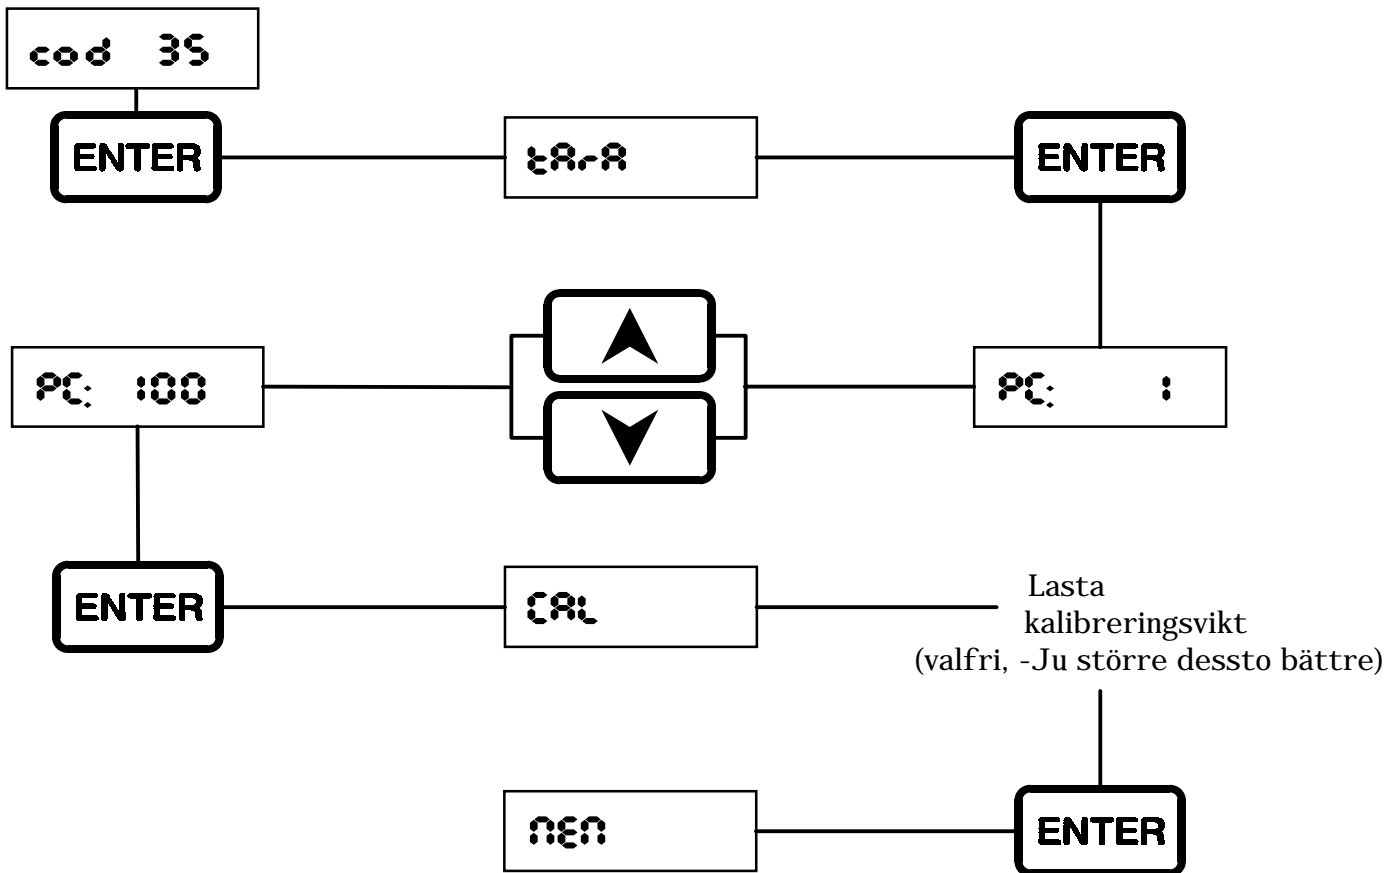 cod 35
ENTER
tArA
ENTER
PC: 1
PC: 100
ENTER
CAL
Lasta
kalibreringsvikt
(valfri, -Ju större dessto bättre)
ENTER
MEM